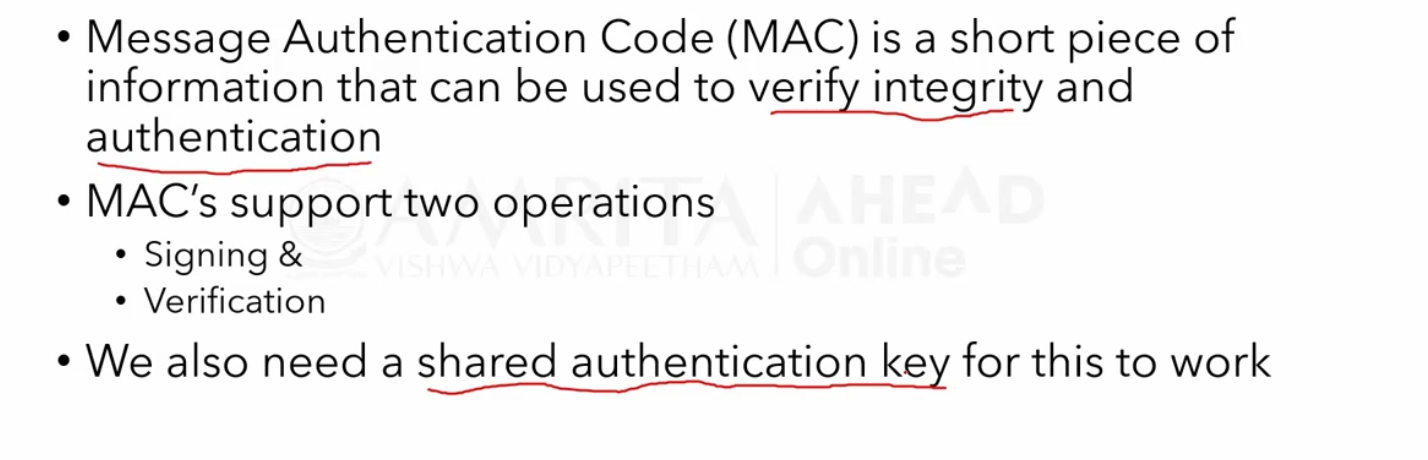 • Message Authentication Code (MAC) is a short piece of
information that can be used to verify integrity and
authentication
• MAC’s support two operations
• Signing &
• Verification
• We also need a shared authentication key for this to work
AMRITA
VISHWA VIDYAPEETHAM
AHEAD
Online